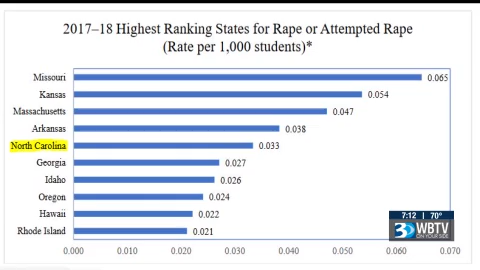 2017–18 Highest Ranking States for Rape or Attempted Rape
(Rate per 1,000 students)*
Missouri 0.065
Kansas 0.054
Massachusetts 0.047
Arkansas 0.038
North Carolina 0.033
Georgia 0.027
Idaho 0.026
Oregon 0.024
Hawaii 0.022
Rhode Island 0.021
0.000 0.010 0.020 0.030 0.040 0.050 0.060 0.070
7:12 70°
3 WBTV
ON YOUR SIDE